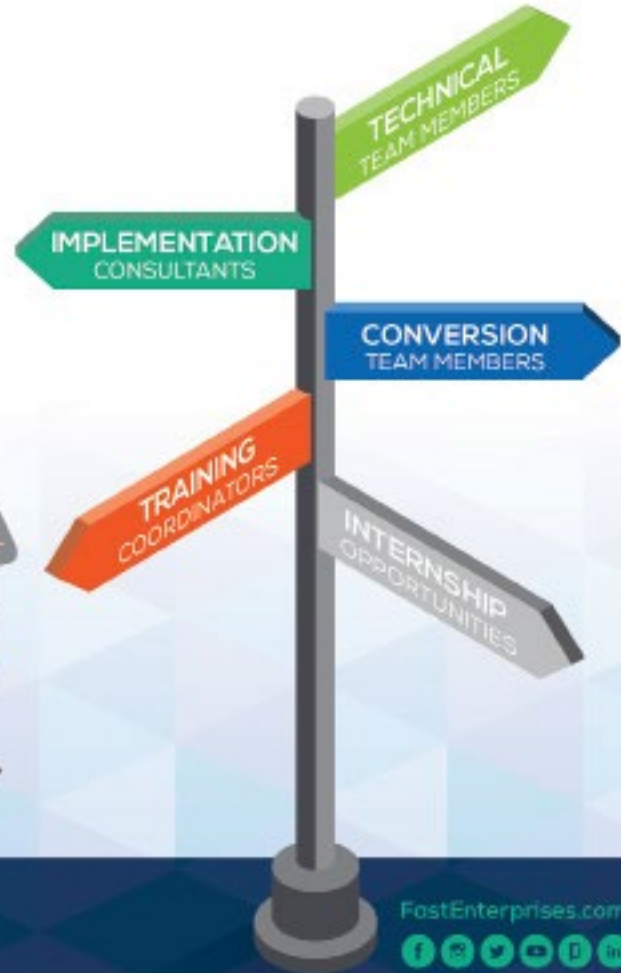 TECHNICAL
TEAM MEMBERS
IMPLEMENTATION
CONSULTANTS
CONVERSION
TEAM MEMBERS
TRAINING
COORDINATORS
INTERNSHIP
OPPORTUNITIES
FastEnterprises.com